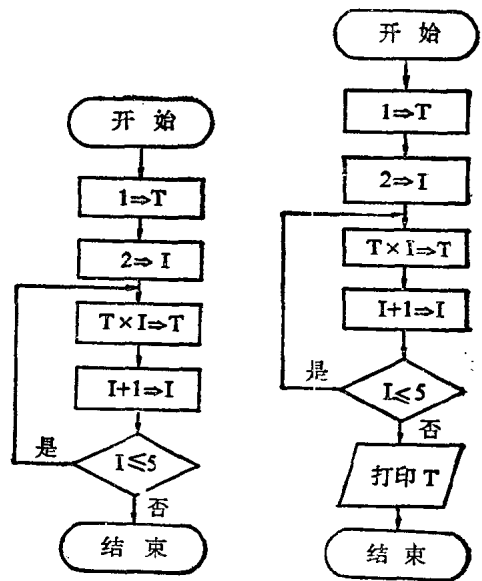 开 始
1⇒T
2⇒I
T×I⇒T
I+1⇒I
是
I≤5
否
结 束
开 始
1⇒T
2⇒I
T×I⇒T
I+1⇒I
是
I≤5
否
打印 T
结 束